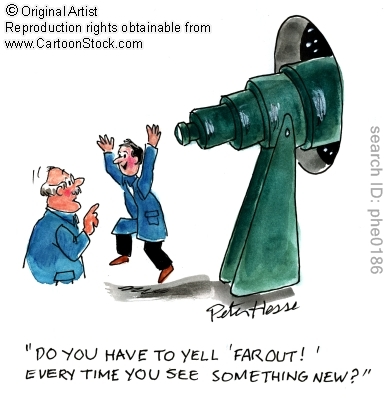 © Original Artist
Reproduction rights obtainable from
www.CartoonStock.com
search ID: phe0186
Peter Hesse
"DO YOU HAVE TO YELL 'FAR OUT!'
EVERY TIME YOU SEE SOMETHING NEW?"